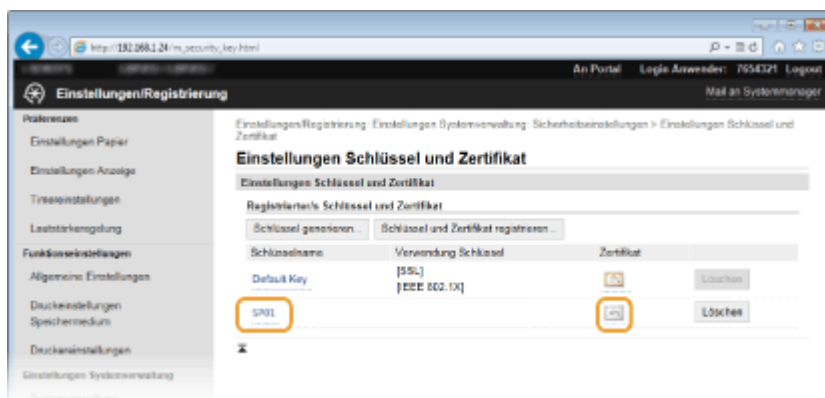 http://192.168.1.24/m_security_key.html
An Portal Login Anwender: 7654321 Logout
Einstellungen/Registrierung Mail an Systemmanager
Präferenzen
Einstellungen Papier
Einstellungen Anzeige
Timereinstellungen
Lautstärkeregelung
Funktionseinstellungen
Allgemeine Einstellungen
Druckeinstellungen
Speichermedium
Druckereinstellungen
Einstellungen Systemverwaltung
Einstellungen/Registrierung: Einstellungen Systemverwaltung: Sicherheitseinstellungen > Einstellungen Schlüssel und
Zertifikat
Einstellungen Schlüssel und Zertifikat
Einstellungen Schlüssel und Zertifikat
Registrierte/s Schlüssel und Zertifikat
Schlüssel generieren... Schlüssel und Zertifikat registrieren...
Schlüsselname Verwendung Schlüssel Zertifikat
Default Key [SSL] Löschen
[IEEE 802.1X]
SP01 Löschen